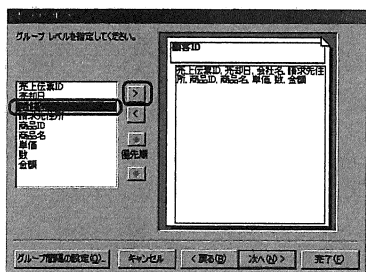 グループ レベルを指定してください。
顧客ID
売上伝票ID, 売却日, 会社名, 請求先住
所, 商品ID, 商品名, 単価, 数, 金額
売上伝票ID
売却日
請求先住所
商品ID
商品名
単価
数
金額
>
<
優先順
グループ間隔の設定(O)...
キャンセル
< 戻る(B)
次へ(N) >
完了(F)